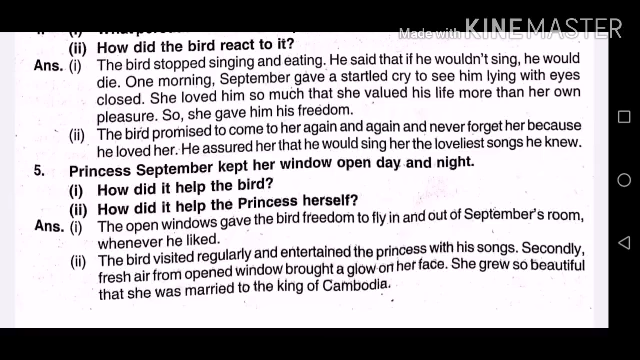 Made with KINEMASTER
(ii) How did the bird react to it?
Ans. (i) The bird stopped singing and eating. He said that if he wouldn't sing, he would
die. One morning, September gave a startled cry to see him lying with eyes
closed. She loved him so much that she valued his life more than her own
pleasure. So, she gave him his freedom.
(ii) The bird promised to come to her again and again and never forget her because
he loved her. He assured her that he would sing her the loveliest songs he knew.
5. Princess September kept her window open day and night.
(i) How did it help the bird?
(ii) How did it help the Princess herself?
Ans. (i) The open windows gave the bird freedom to fly in and out of September's room,
whenever he liked.
(ii) The bird visited regularly and entertained the princess with his songs. Secondly,
fresh air from opened window brought a glow on her face. She grew so beautiful
that she was married to the king of Cambodia.